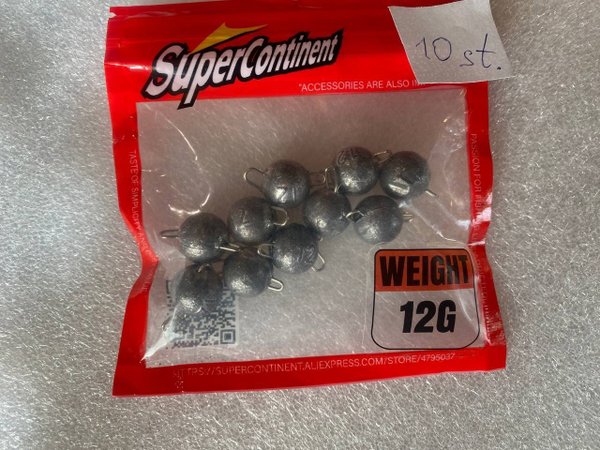 10 st.
SuperContinent
"ACCESSORIES ARE ALSO
WEIGHT
12G
HTTPS://SUPERCONTINENT.ALIEXPRESS.COM/STORE/4795037